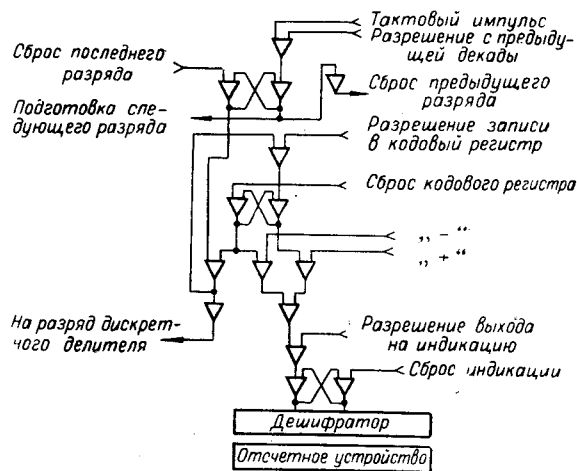 Тактовый импульс
Разрешение с предыду-
щей декады
Сброс последнего
разряда
Сброс предыдущего
разряда
Подготовка сле-
дующего разряда
Разрешение записи
в кодовый регистр
Сброс кодового регистра
„ – “
„ + “
На разряд дискрет-
чого делителя
Разрешение выхода
на индикацию
Сброс индикации
Дешифратор
Отсчетное устройство